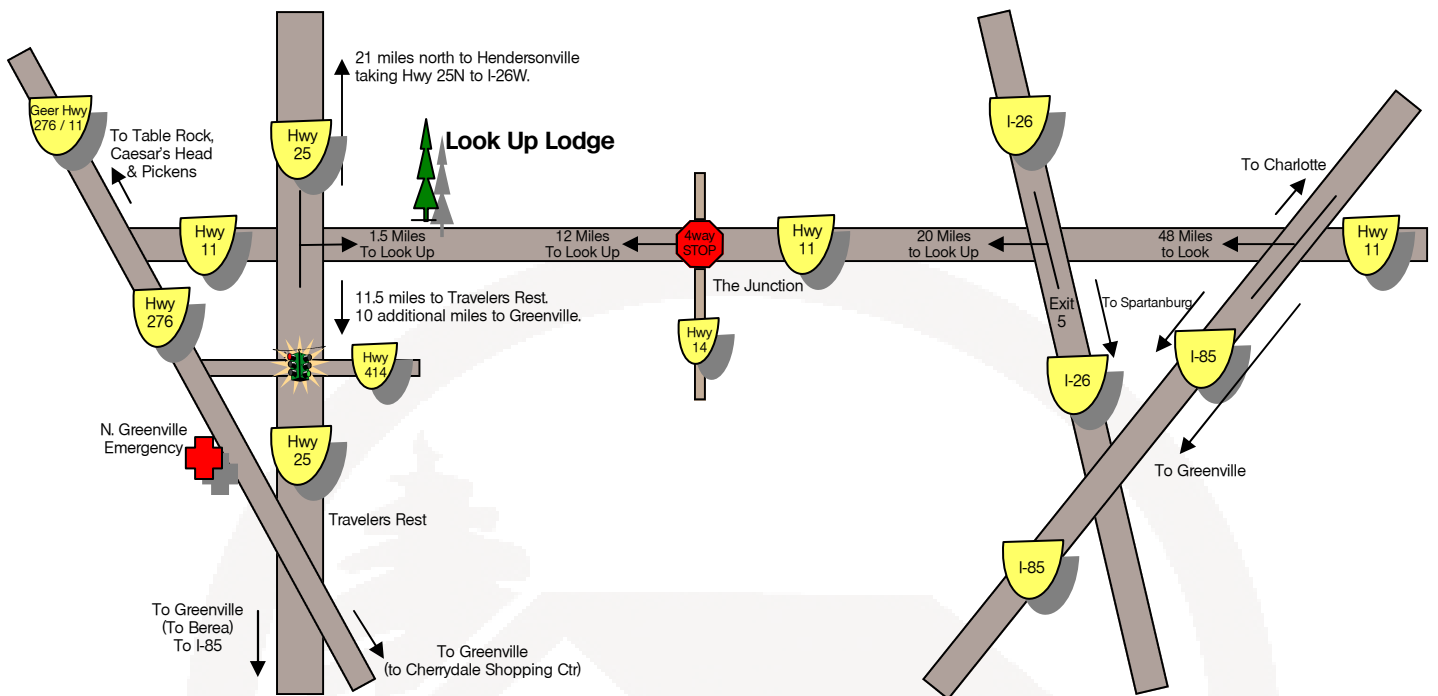 21 miles north to Hendersonville
taking Hwy 25N to I-26W.
Geer Hwy
276 / 11
To Table Rock,
Caesar's Head
& Pickens
Hwy
25
Look Up Lodge
I-26
To Charlotte
Hwy
11
1.5 Miles
To Look Up
12 Miles
To Look Up
4way
STOP
Hwy
11
20 Miles
to Look Up
48 Miles
to Look
Hwy
11
The Junction
11.5 miles to Travelers Rest.
10 additional miles to Greenville.
Hwy
276
Exit
5
To Spartanburg
Hwy
14
Hwy
414
I-85
I-26
N. Greenville
Emergency
Hwy
25
To Greenville
Travelers Rest
I-85
To Greenville
(To Berea)
To I-85
To Greenville
(to Cherrydale Shopping Ctr)